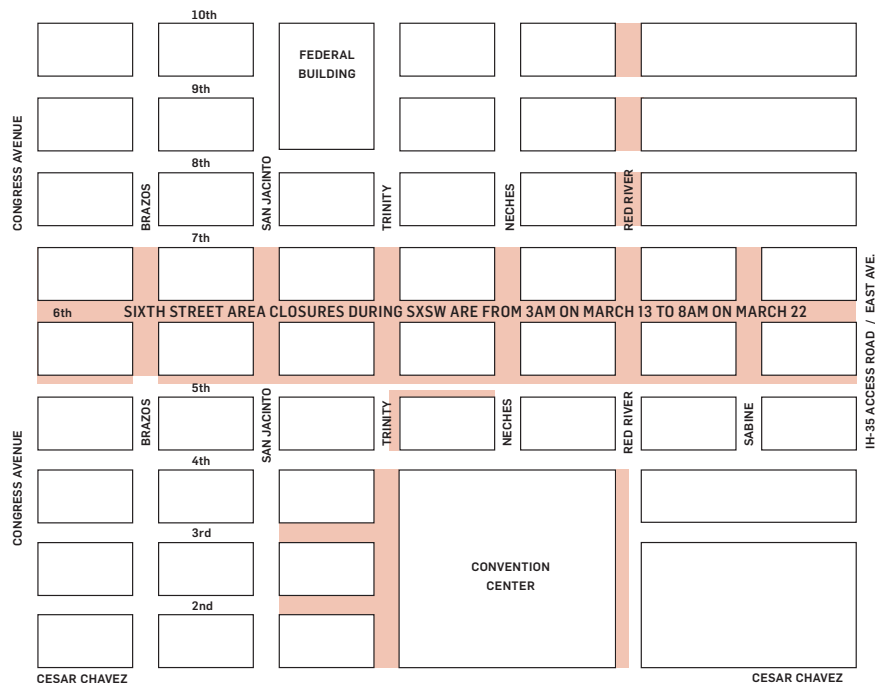 10th
FEDERAL
BUILDING
9th
CONGRESS AVENUE
8th
BRAZOS
SAN JACINTO
TRINITY
NECHES
RED RIVER
7th
6th
SIXTH STREET AREA CLOSURES DURING SXSW ARE FROM 3AM ON MARCH 13 TO 8AM ON MARCH 22
IH-35 ACCESS ROAD / EAST AVE.
5th
CONGRESS AVENUE
BRAZOS
SAN JACINTO
TRINITY
NECHES
RED RIVER
SABINE
4th
3rd
CONVENTION
CENTER
2nd
CESAR CHAVEZ
CESAR CHAVEZ